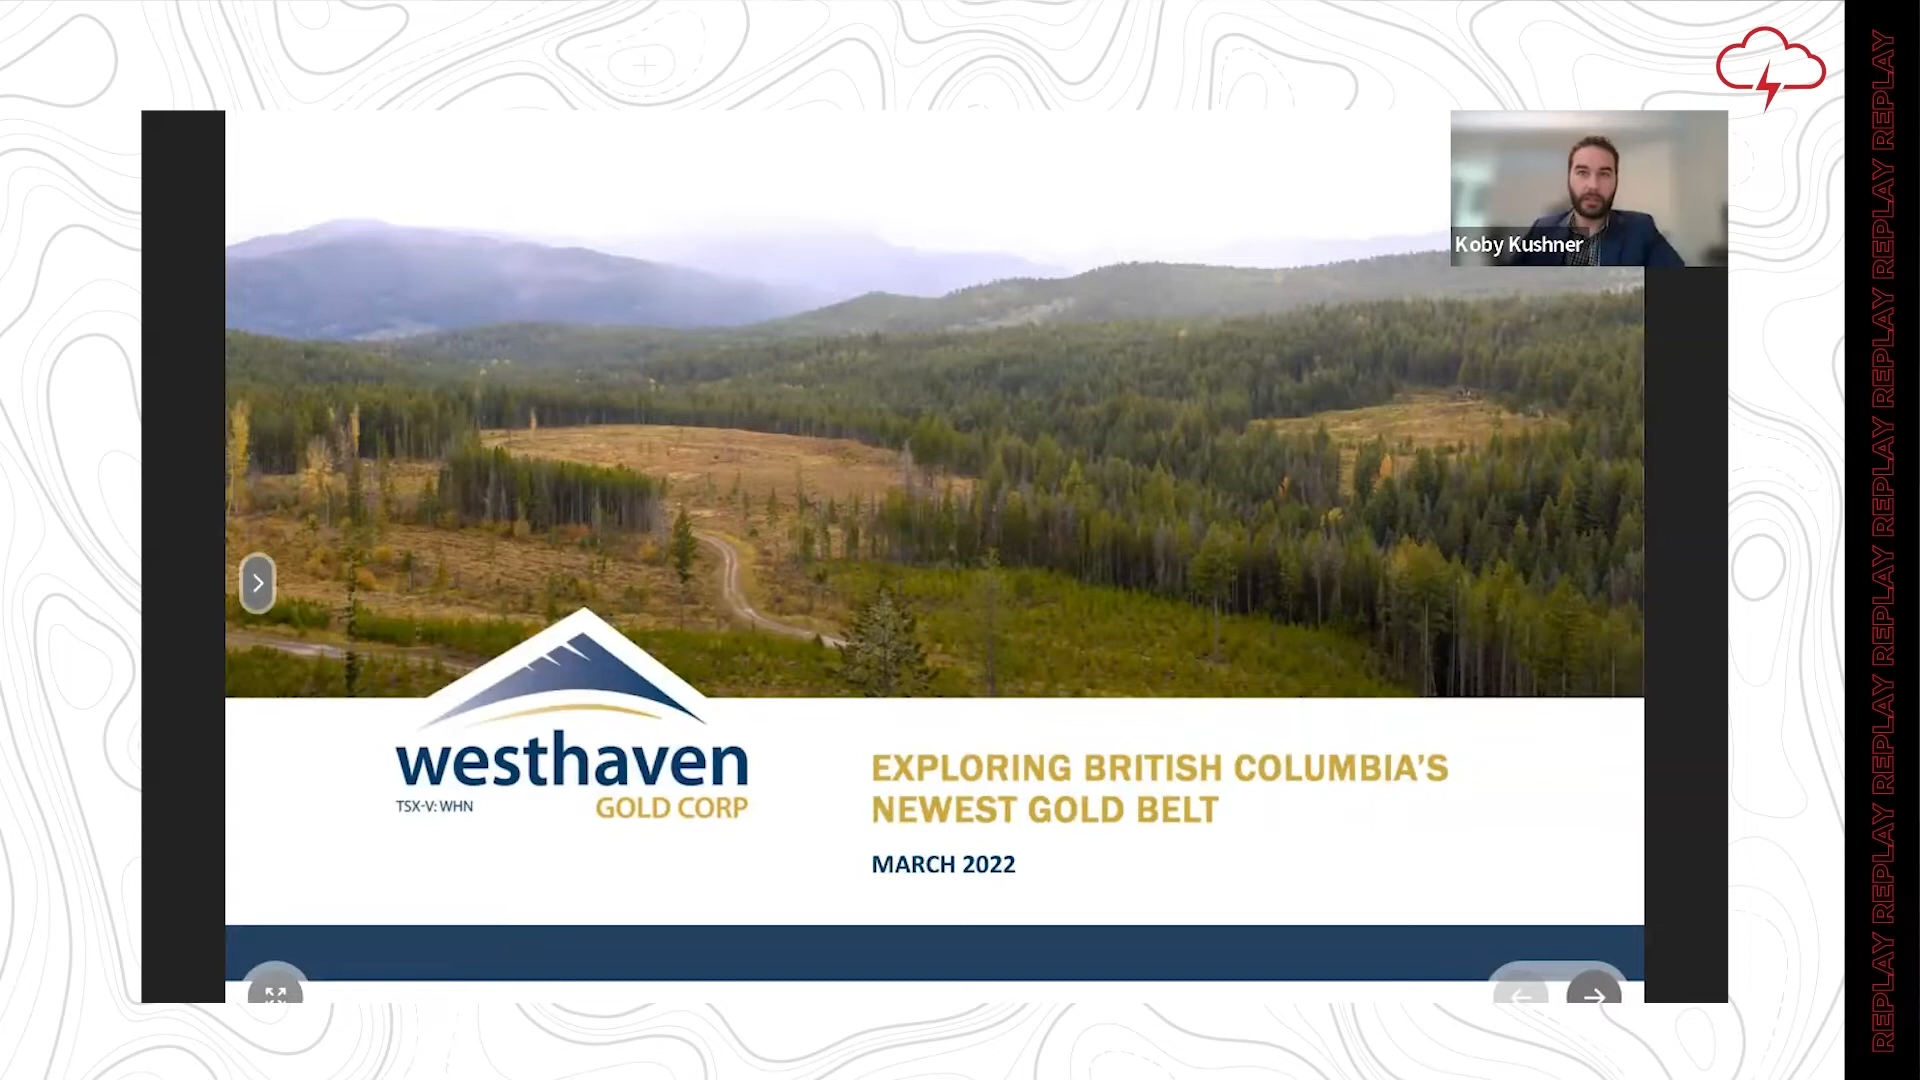 Koby Kushner
westhaven
TSX-V: WHN
GOLD CORP
EXPLORING BRITISH COLUMBIA'S
NEWEST GOLD BELT
MARCH 2022
REPLAY REPLAY REPLAY REPLAY REPLAY REPLAY REPLAY REPLAY